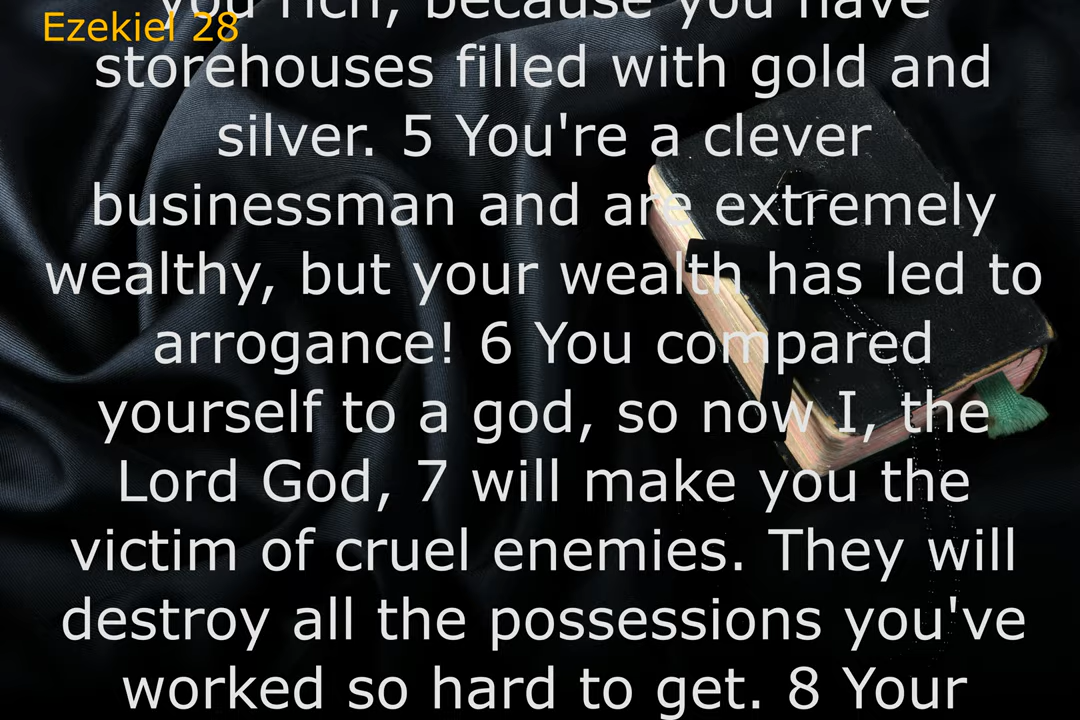 you rich, because you have
Ezekiel 28
storehouses filled with gold and
silver. 5 You're a clever
businessman and are extremely
wealthy, but your wealth has led to
arrogance! 6 You compared
yourself to a god, so now I, the
Lord God, 7 will make you the
victim of cruel enemies. They will
destroy all the possessions you've
worked so hard to get. 8 Your